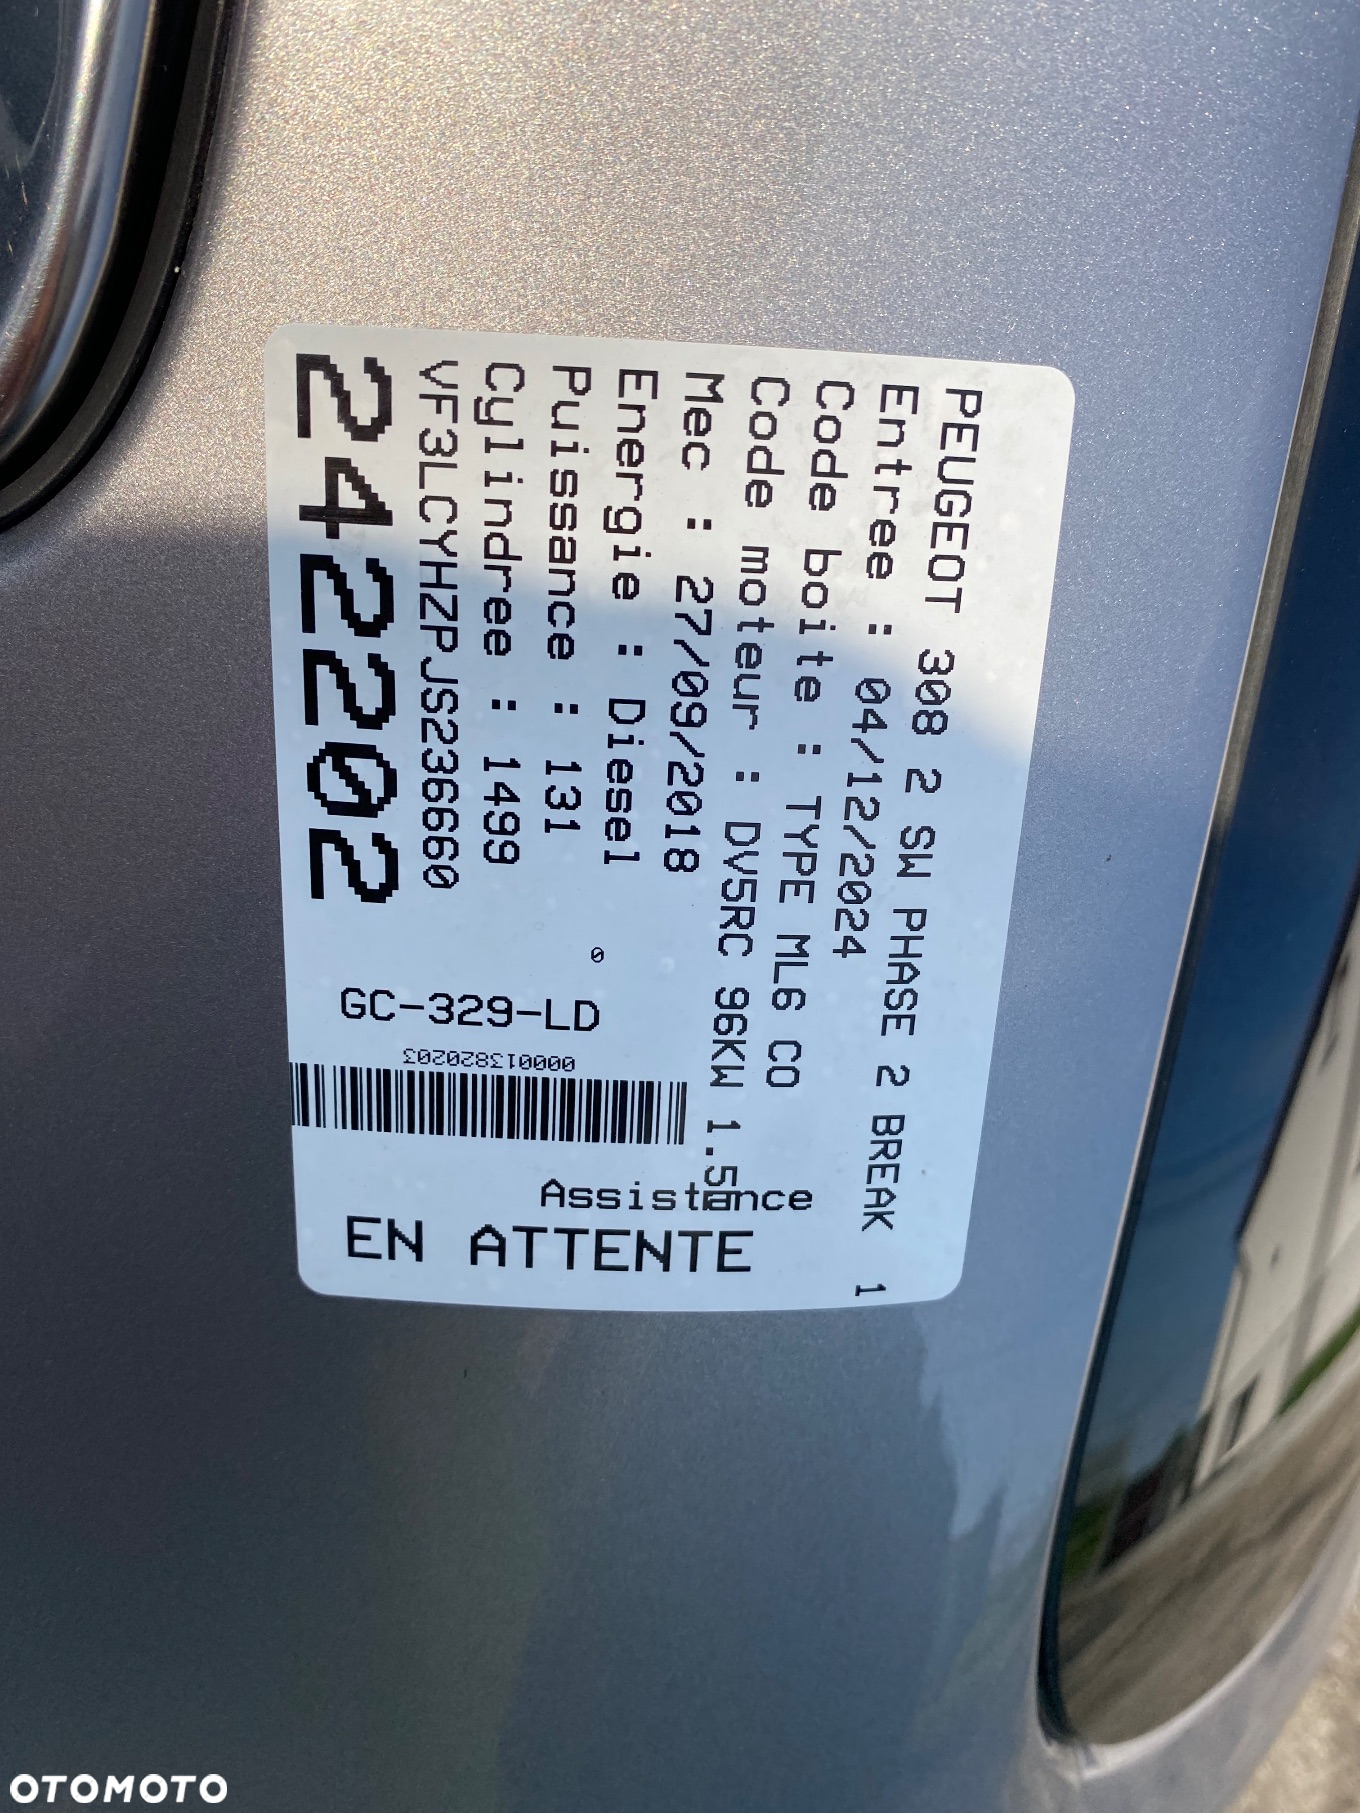 PEUGEOT 308 2 SW PHASE 2 BREAK 1
Entree : 04/12/2024
Code boite : TYPE ML6 CO
Code moteur : DV5RC 96KW 1.5
Mec : 27/09/2018
Energie : Diesel
Puissance : 131
Cylindree : 1499
VF3LCYHZPJS236660
242202
0
GC-329-LD
000013820203
Assistance
EN ATTENTE
OTOMOTO